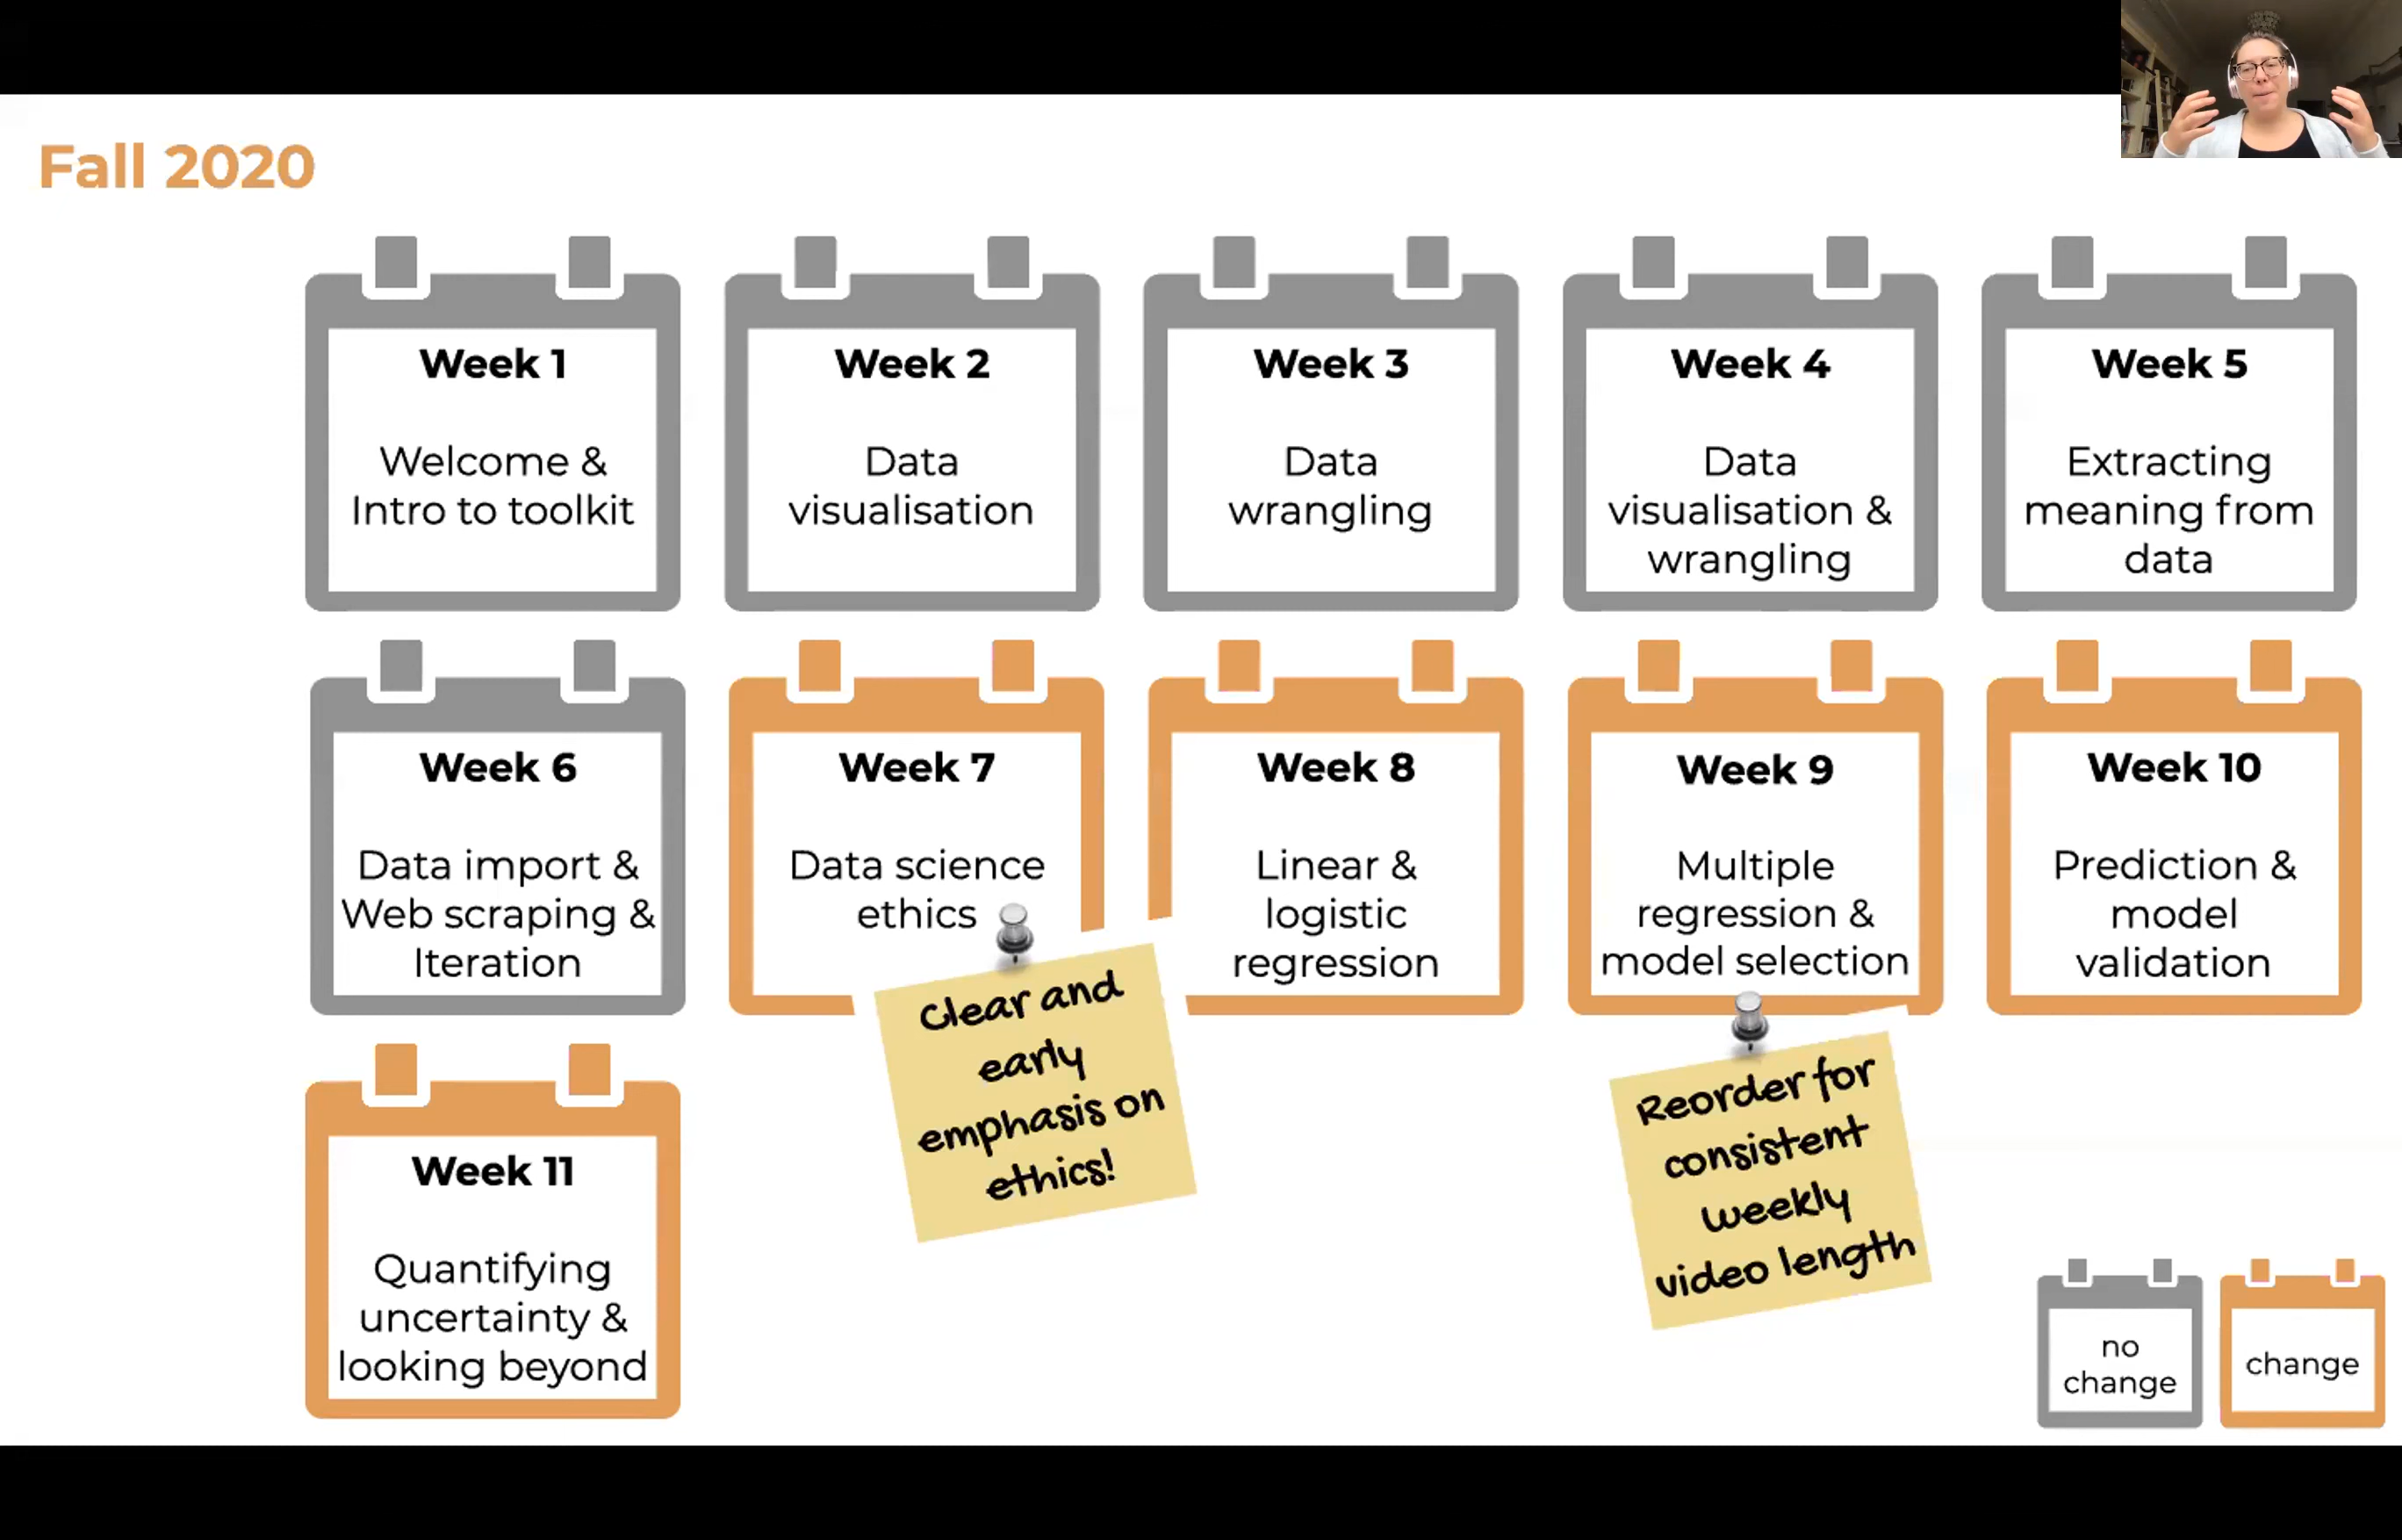 Fall 2020
Week 1
Welcome &
Intro to toolkit
Week 2
Data
visualisation
Week 3
Data
wrangling
Week 4
Data
visualisation &
wrangling
Week 5
Extracting
meaning from
data
Week 6
Data import &
Web scraping &
Iteration
Week 7
Data science
ethics
Clear and
early
emphasis on
ethics!
Week 8
Linear &
logistic
regression
Week 9
Multiple
regression &
model selection
Reorder for
consistent
weekly
video length
Week 10
Prediction &
model
validation
Week 11
Quantifying
uncertainty &
looking beyond
no
change
change